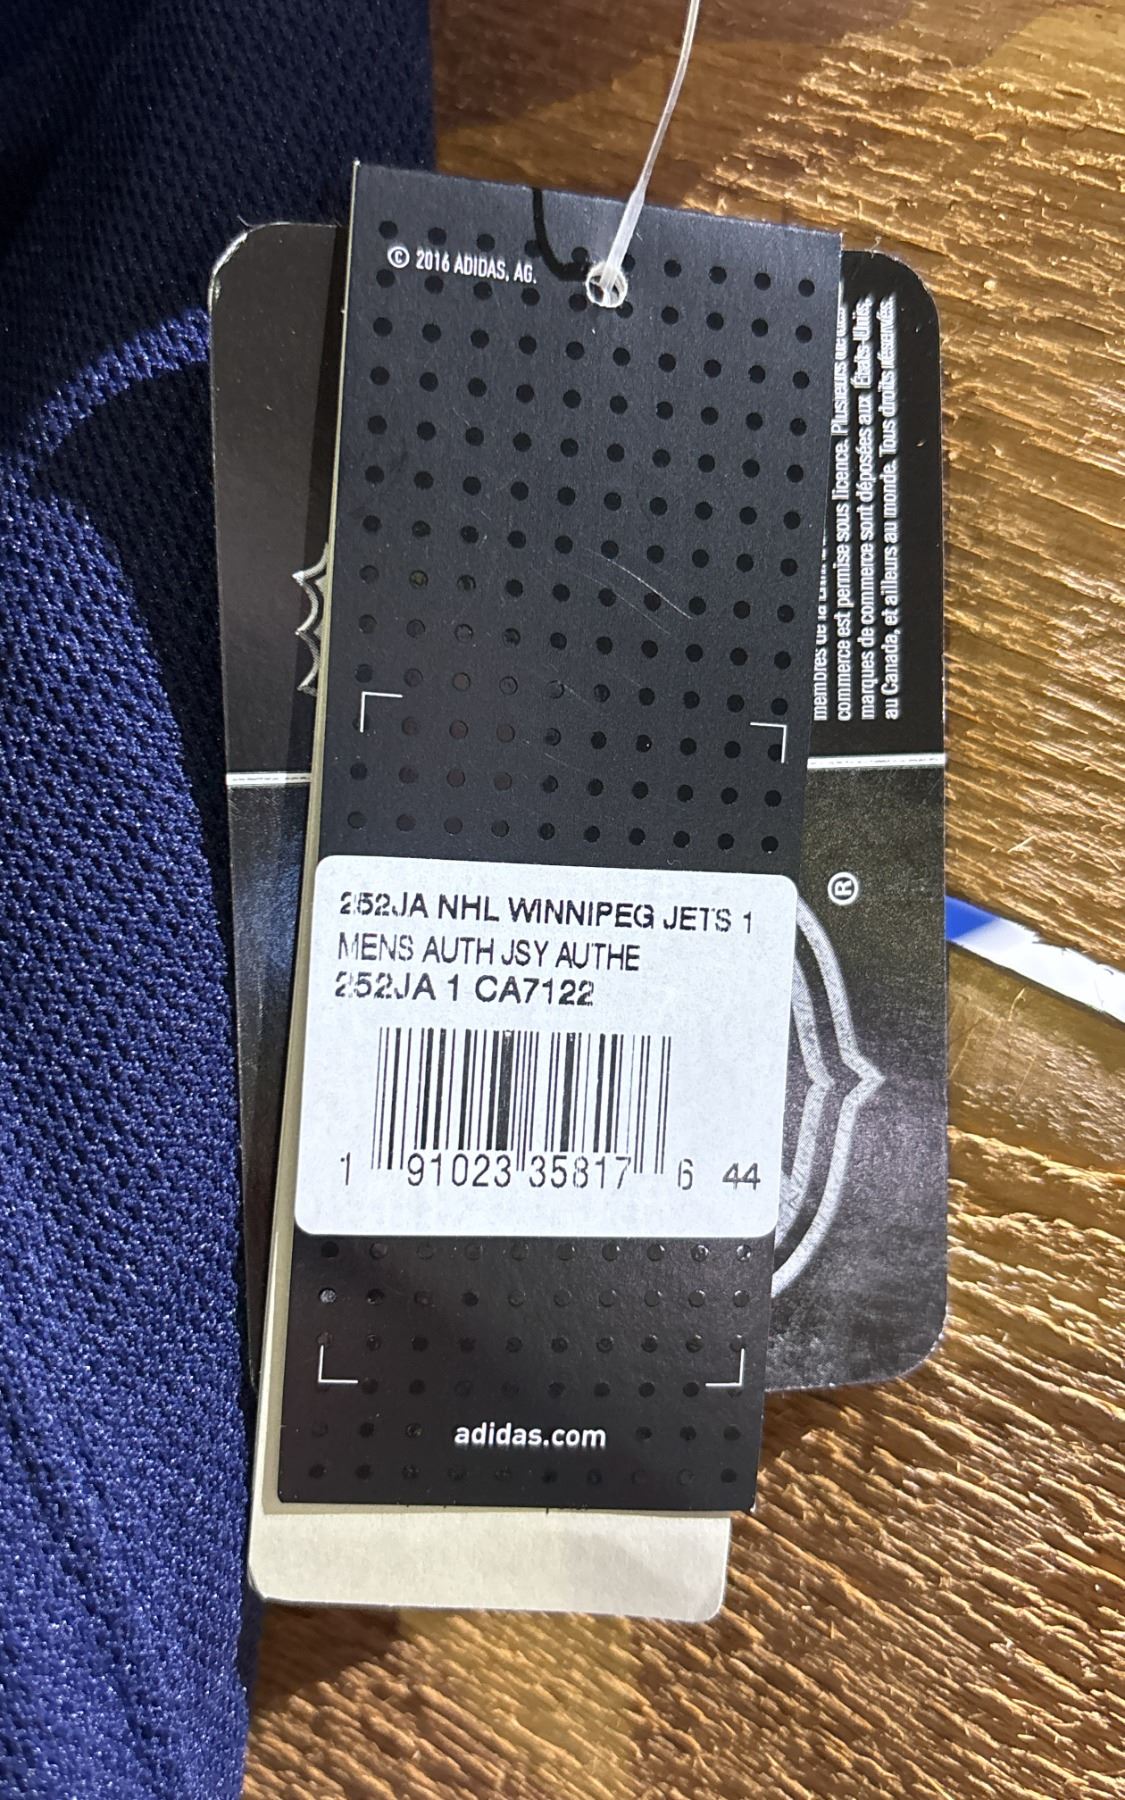 © 2016 ADIDAS, AG.
commerce est permise sous licence. Plusieurs
marques de commerce sont déposées aux États-Unis,
au Canada, et ailleurs au monde. Tous droits réservés.
®
252JA NHL WINNIPEG JETS 1
MENS AUTH JSY AUTHE
252JA 1 CA7122
1 91023 35817 6 44
adidas.com